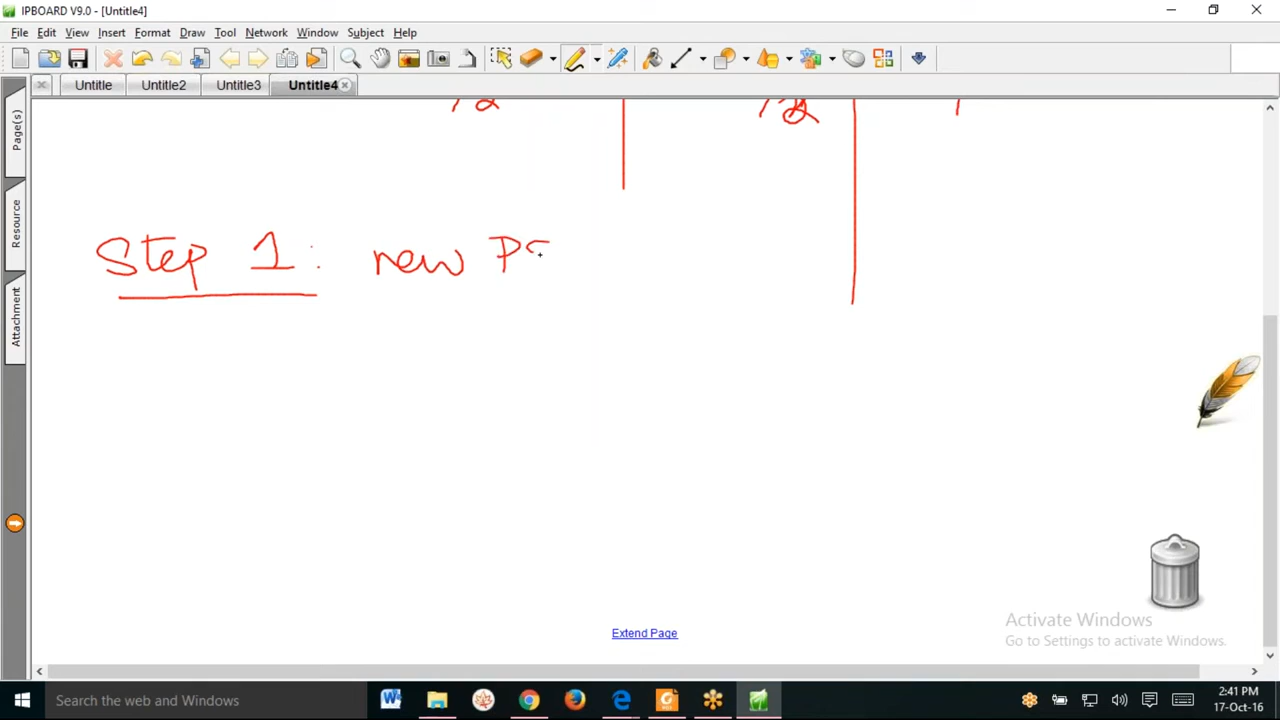 IPBOARD V9.0 - [Untitle4]
File Edit View Insert Format Draw Tool Network Window Subject Help
Untitle Untitle2 Untitle3 Untitle4
Page(s)
Resource
Attachment
Step 1: new
Extend Page
Activate Windows
Go to Settings to activate Windows.
Search the web and Windows
2:41 PM
17-Oct-16